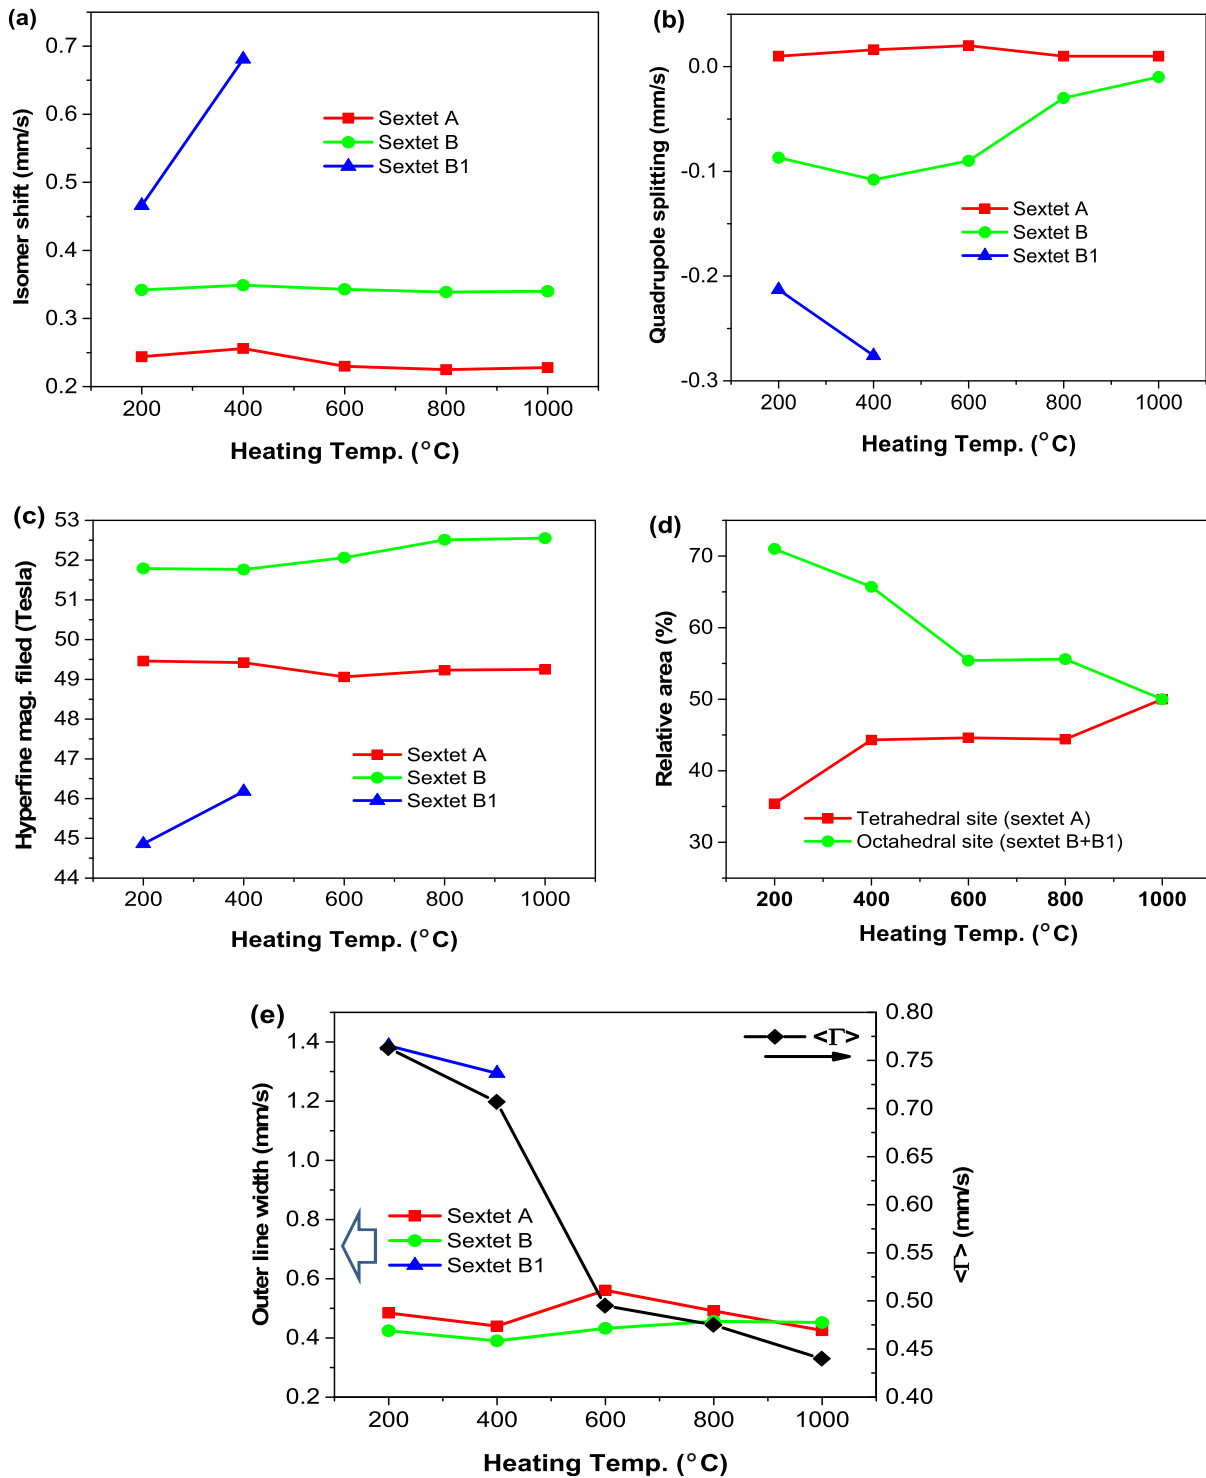 (a)
0.7
0.6
0.5
0.4
0.3
0.2
Isomer shift (mm/s)
Sextet A
Sextet B
Sextet B1
200 400 600 800 1000
Heating Temp. (°C)
(b)
0.0
-0.1
-0.2
-0.3
Quadrupole splitting (mm/s)
Sextet A
Sextet B
Sextet B1
200 400 600 800 1000
Heating Temp. (°C)
(c)
53
52
51
50
49
48
47
46
45
44
Hyperfine mag. filed (Tesla)
Sextet A
Sextet B
Sextet B1
200 400 600 800 1000
Heating Temp. (°C)
(d)
70
60
50
40
30
Relative area (%)
Tetrahedral site (sextet A)
Octahedral site (sextet B+B1)
200 400 600 800 1000
Heating Temp. (°C)
(e)
1.4
1.2
1.0
0.8
0.6
0.4
0.2
Outer line width (mm/s)
<Γ>
Sextet A
Sextet B
Sextet B1
0.80
0.75
0.70
0.65
0.60
0.55
0.50
0.45
0.40
<Γ> (mm/s)
200 400 600 800 1000
Heating Temp. (°C)